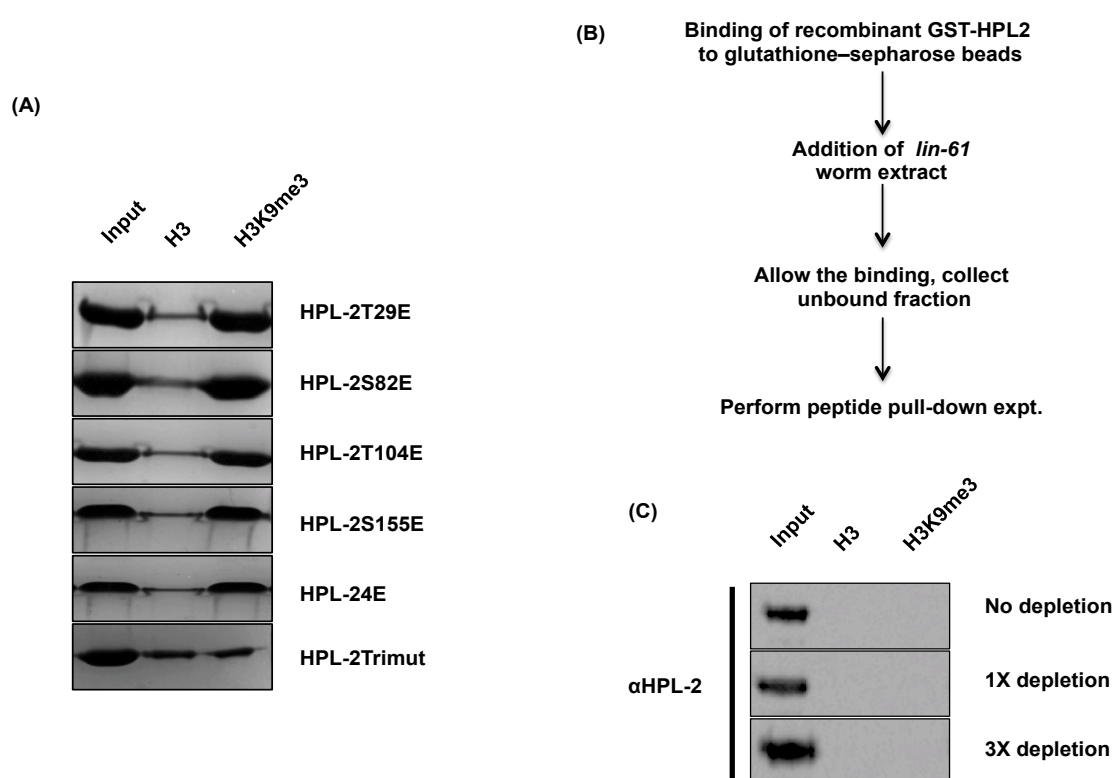 (A)
Input H3 H3K9me3
HPL-2T29E
HPL-2S82E
HPL-2T104E
HPL-2S155E
HPL-24E
HPL-2Trimut
(B)
Binding of recombinant GST-HPL2
to glutathione–sepharose beads
Addition of lin-61
worm extract
Allow the binding, collect
unbound fraction
Perform peptide pull-down expt.
(C)
Input H3 H3K9me3
αHPL-2
No depletion
1X depletion
3X depletion